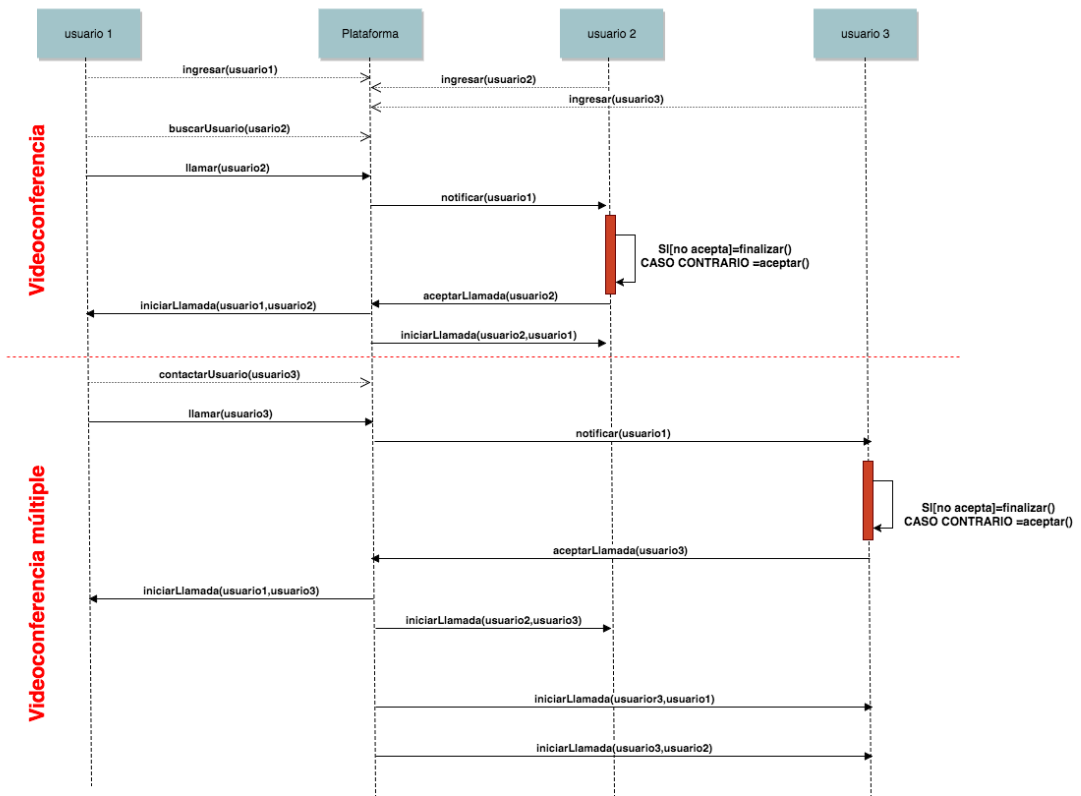 usuario 1
Plataforma
usuario 2
usuario 3
ingresar(usuario1)
ingresar(usuario2)
ingresar(usuario3)
Videoconferencia
buscarUsuario(usario2)
llamar(usuario2)
notificar(usuario1)
SI[no acepta]=finalizar()
CASO CONTRARIO =aceptar()
aceptarLlamada(usuario2)
iniciarLlamada(usuario1,usuario2)
iniciarLlamada(usuario2,usuario1)
contactarUsuario(usuario3)
llamar(usuario3)
notificar(usuario1)
Videoconferencia múltiple
SI[no acepta]=finalizar()
CASO CONTRARIO =aceptar()
aceptarLlamada(usuario3)
iniciarLlamada(usuario1,usuario3)
iniciarLlamada(usuario2,usuario3)
iniciarLlamada(usuarior3,usuario1)
iniciarLlamada(usuario3,usuario2)